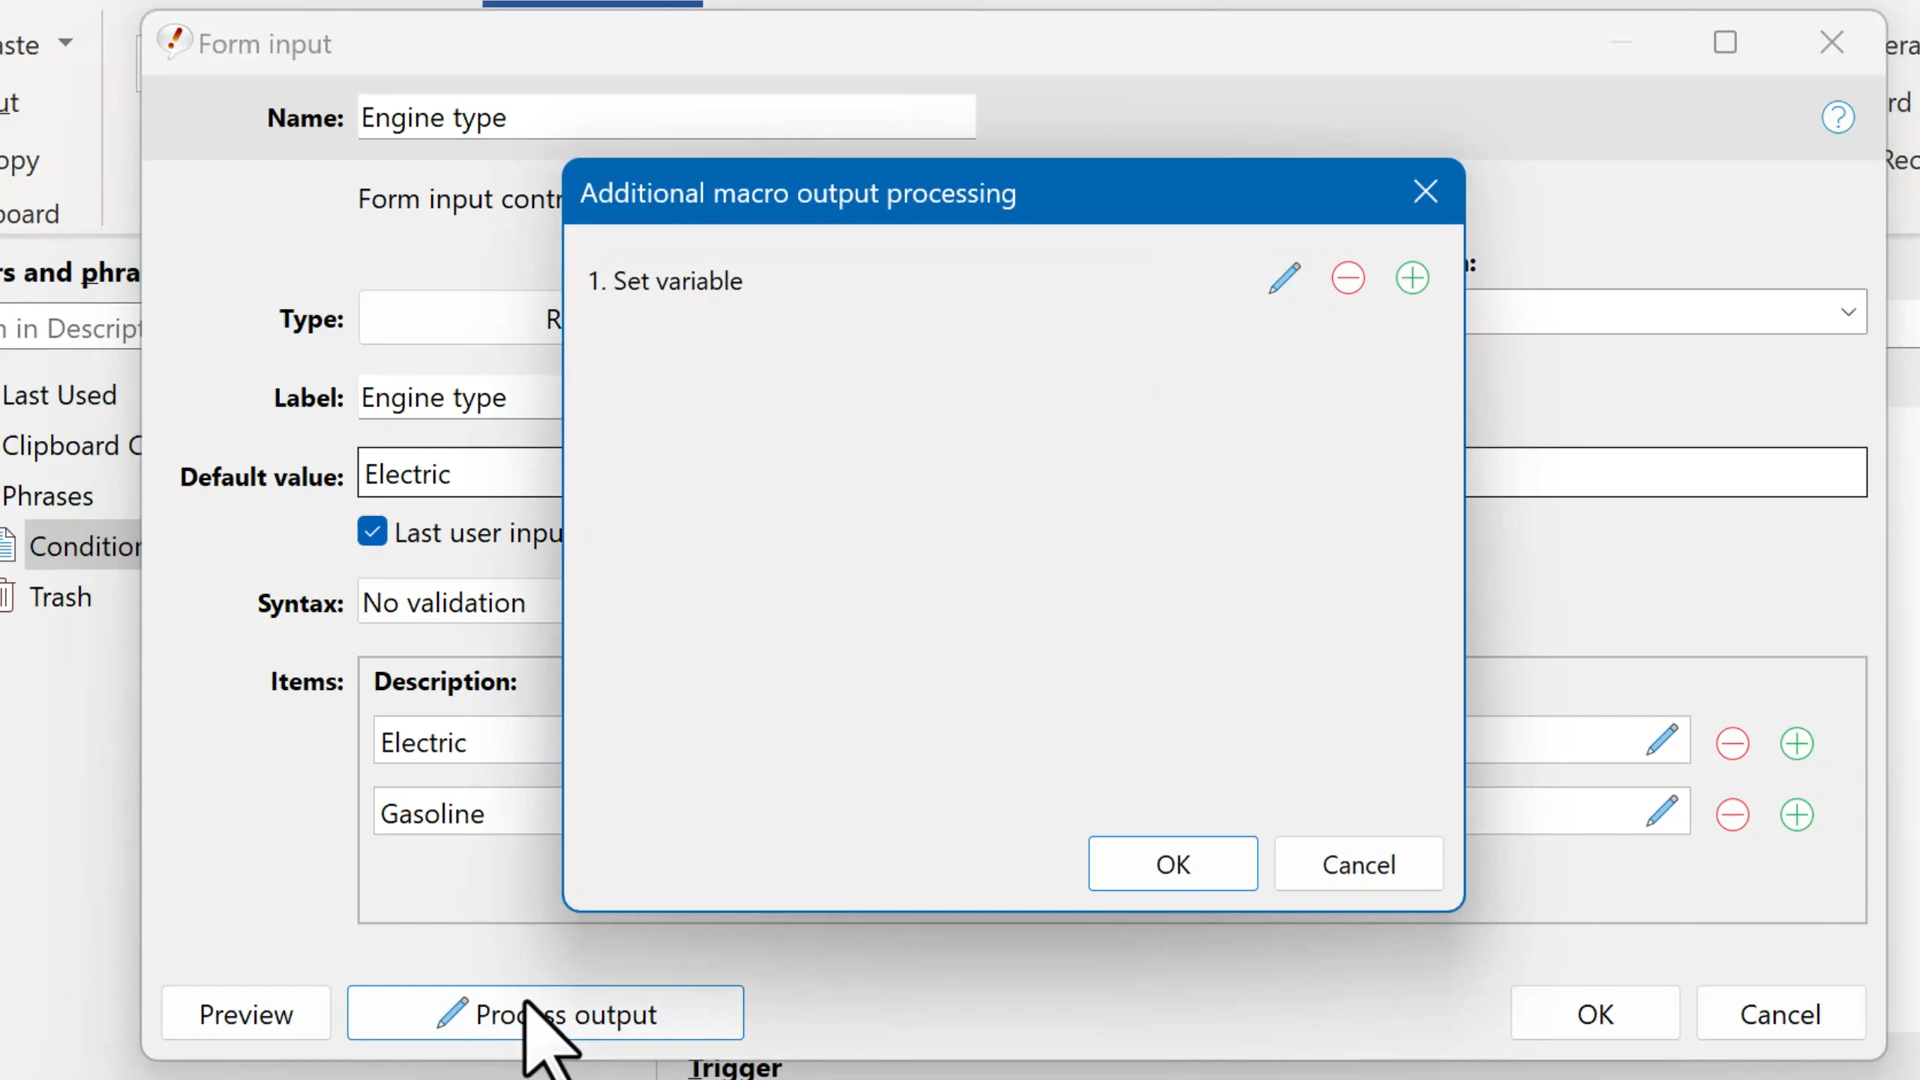 aste
Form input
era
ut
rd
Name:
Engine type
?
opy
Rec
board
Form input contr
Additional macro output processing
rs and phra
1. Set variable
n in Descript
Type:
R
Last Used
Label:
Engine type
Clipboard C
Default value:
Electric
Phrases
Last user inpu
Condition
Trash
Syntax:
No validation
Items:
Description:
Electric
Gasoline
OK
Cancel
Preview
Process output
OK
Cancel
Trigger